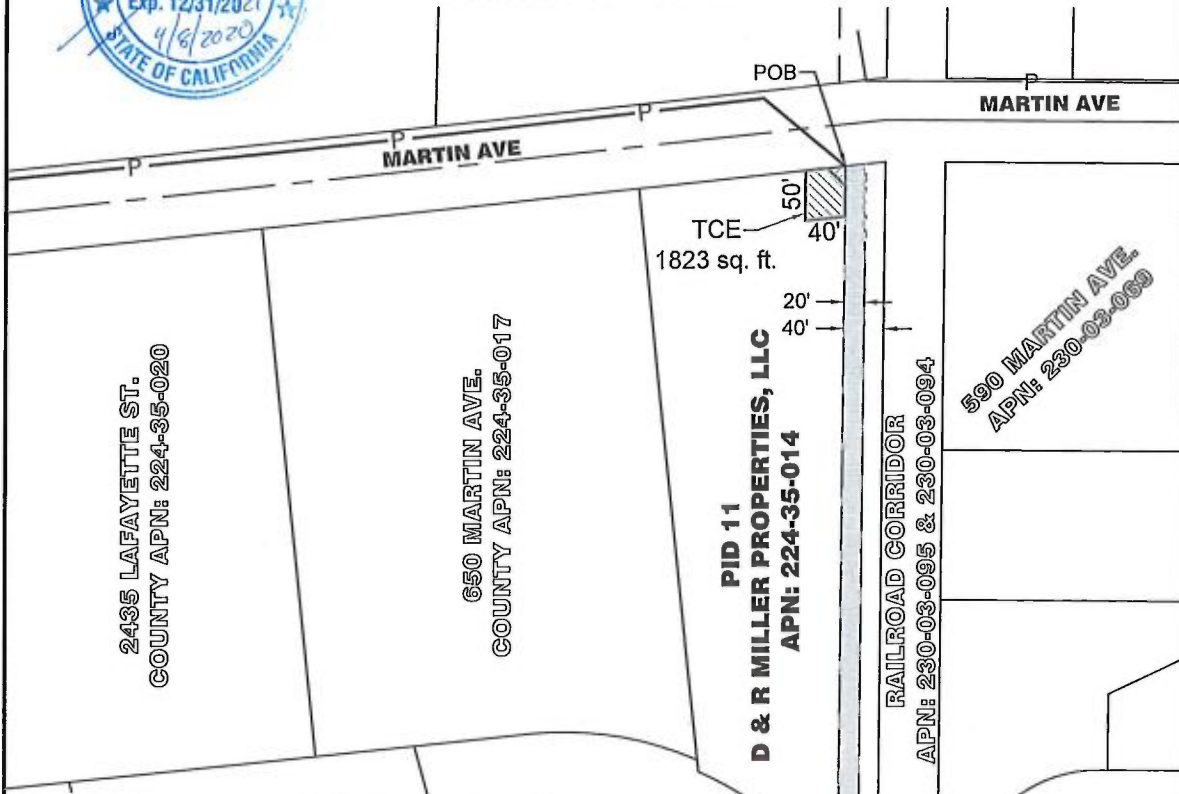 Exp. 12/31/2021
4/8/2020
STATE OF CALIFORNIA
POB
P
MARTIN AVE
P
P
P
MARTIN AVE
50'
TCE
40'
1823 sq. ft.
20'
40'
2435 LAFAYETTE ST.
COUNTY APN: 224-35-020
650 MARTIN AVE.
COUNTY APN: 224-35-017
PID 11
D & R MILLER PROPERTIES, LLC
APN: 224-35-014
RAILROAD CORRIDOR
APN: 230-03-095 & 230-03-094
590 MARTIN AVE.
APN: 230-03-069